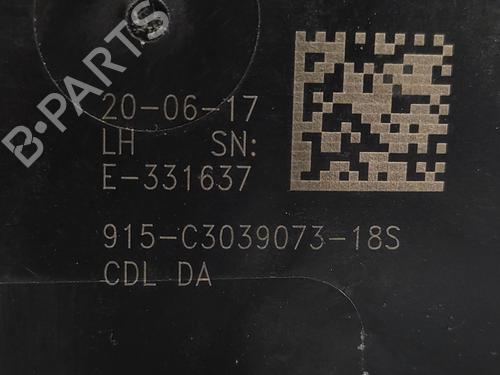 B-PARTS
20-06-17
LH SN:
E-331637
915-C3039073-18S
CDL DA